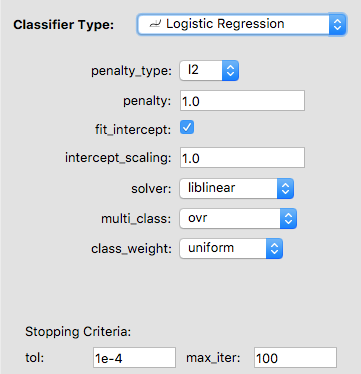 Classifier Type: Logistic Regression
penalty_type: l2
penalty: 1.0
fit_intercept:
intercept_scaling: 1.0
solver: liblinear
multi_class: ovr
class_weight: uniform
Stopping Criteria:
tol: 1e-4 max_iter: 100